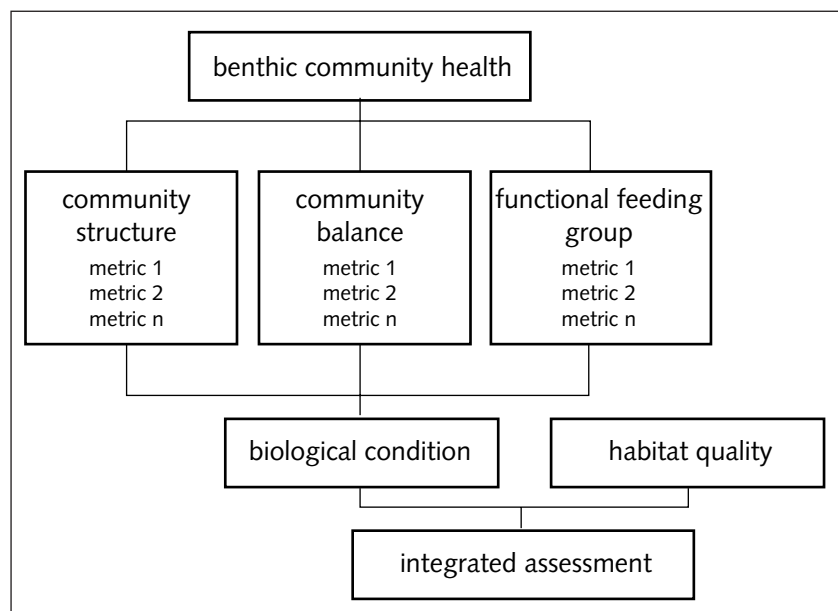 benthic community health
community
structure
metric 1
metric 2
metric n
community
balance
metric 1
metric 2
metric n
functional feeding
group
metric 1
metric 2
metric n
biological condition
habitat quality
integrated assessment